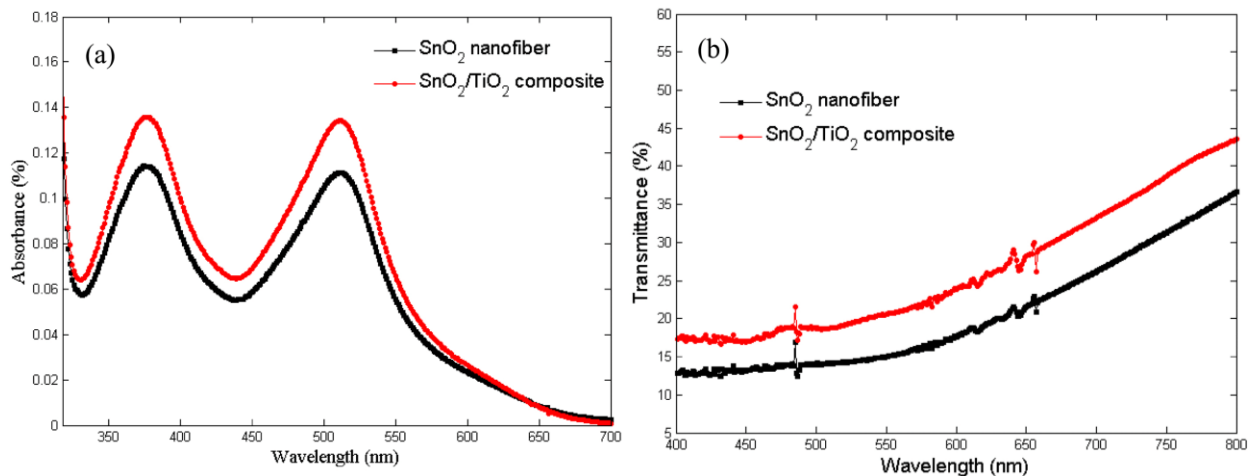 (a)
SnO2 nanofiber
SnO2/TiO2 composite
Absorbance (%)
0.18
0.16
0.14
0.12
0.1
0.08
0.06
0.04
0.02
0
350 400 450 500 550 600 650 700
Wavelength (nm)
(b)
SnO2 nanofiber
SnO2/TiO2 composite
Transmittance (%)
60
55
50
45
40
35
30
25
20
15
10
5
400 450 500 550 600 650 700 750 800
Wavelength (nm)